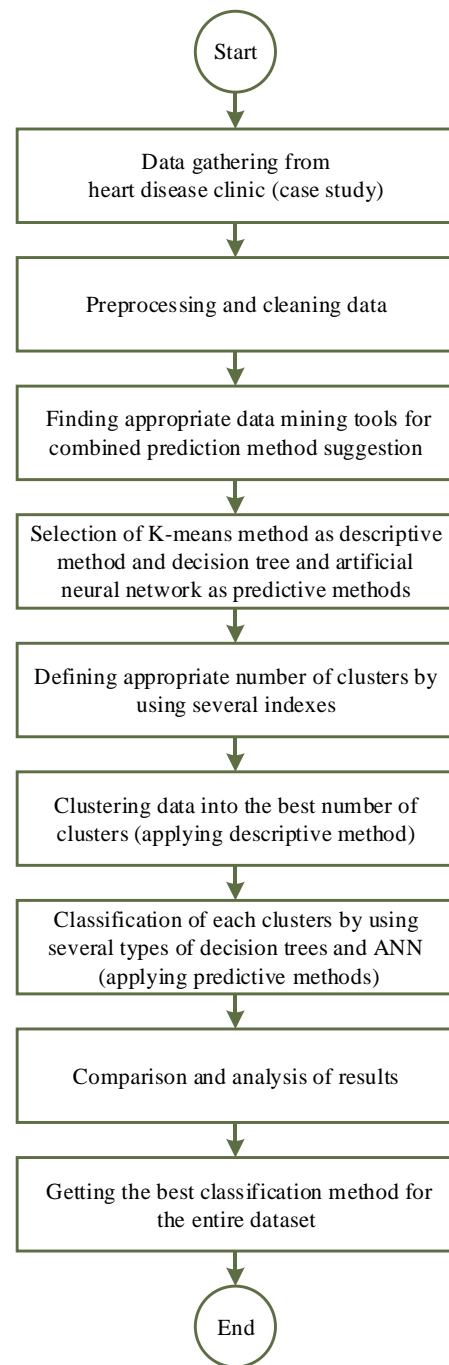 Start
Data gathering from
heart disease clinic (case study)
Preprocessing and cleaning data
Finding appropriate data mining tools for
combined prediction method suggestion
Selection of K-means method as descriptive
method and decision tree and artificial
neural network as predictive methods
Defining appropriate number of clusters by
using several indexes
Clustering data into the best number of
clusters (applying descriptive method)
Classification of each clusters by using
several types of decision trees and ANN
(applying predictive methods)
Comparison and analysis of results
Getting the best classification method for
the entire dataset
End